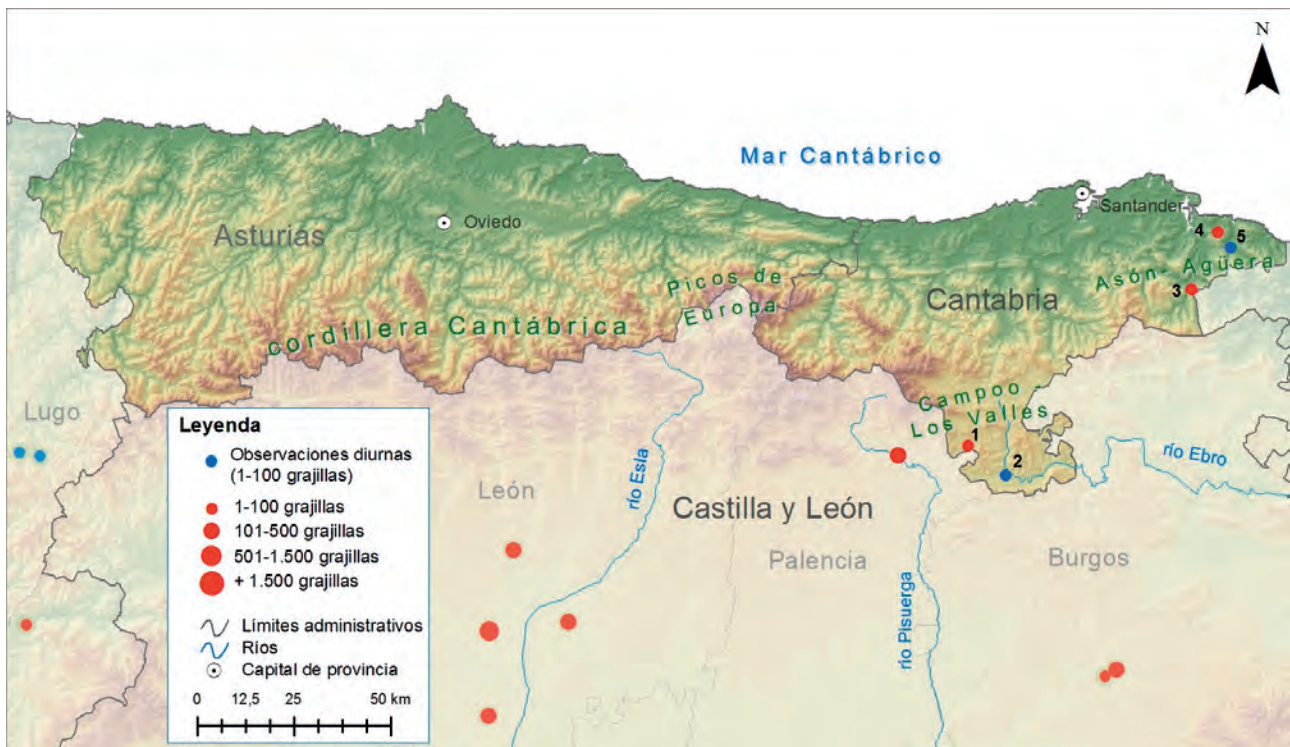 N
Mar Cantábrico
Santander
Oviedo
Asturias
4
5
Asón- Agüera
3
Picos de
Europa
Cantabria
cordillera Cantábrica
Campoo -
Los Valles
Lugo
1
2
río Ebro
río Esla
León
Castilla y León
Palencia
Burgos
río Pisuerga
Leyenda
Observaciones diurnas
(1-100 grajillas)
1-100 grajillas
101-500 grajillas
501-1.500 grajillas
+ 1.500 grajillas
Límites administrativos
Ríos
Capital de provincia
0 12,5 25 50 km